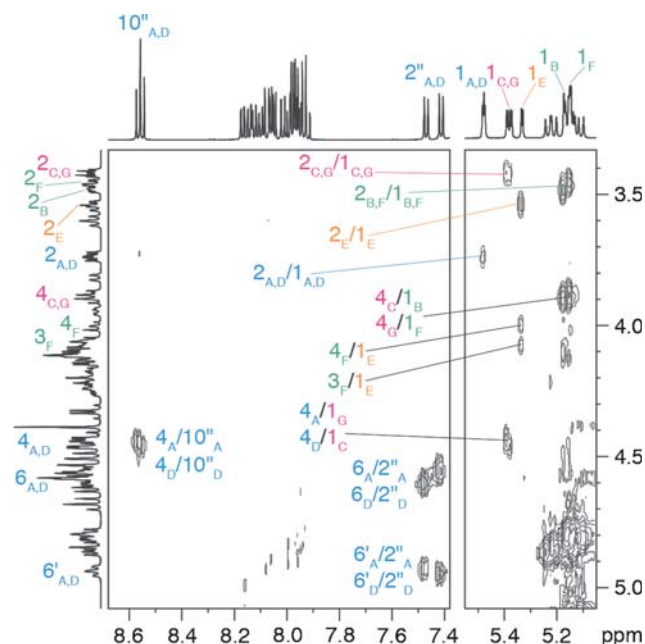 10"A,D
2"A,D
1A,D 1C,G 1E
1B 1F
2C,G
2F
2B
2E
2A,D
4C,G
4F
3F
4A,D
6A,D
6'A,D
2C,G/1C,G
2B,F/1B,F
2E/1E
2A,D/1A,D
4C/1B
4G/1F
4F/1E
3F/1E
4A/1G
4D/1C
4A/10"A
4D/10"D
6A/2"A
6D/2"D
6'A/2"A
6'D/2"D
3.5
4.0
4.5
5.0
8.6 8.4 8.2 8.0 7.8 7.6 7.4 5.4 5.2 ppm